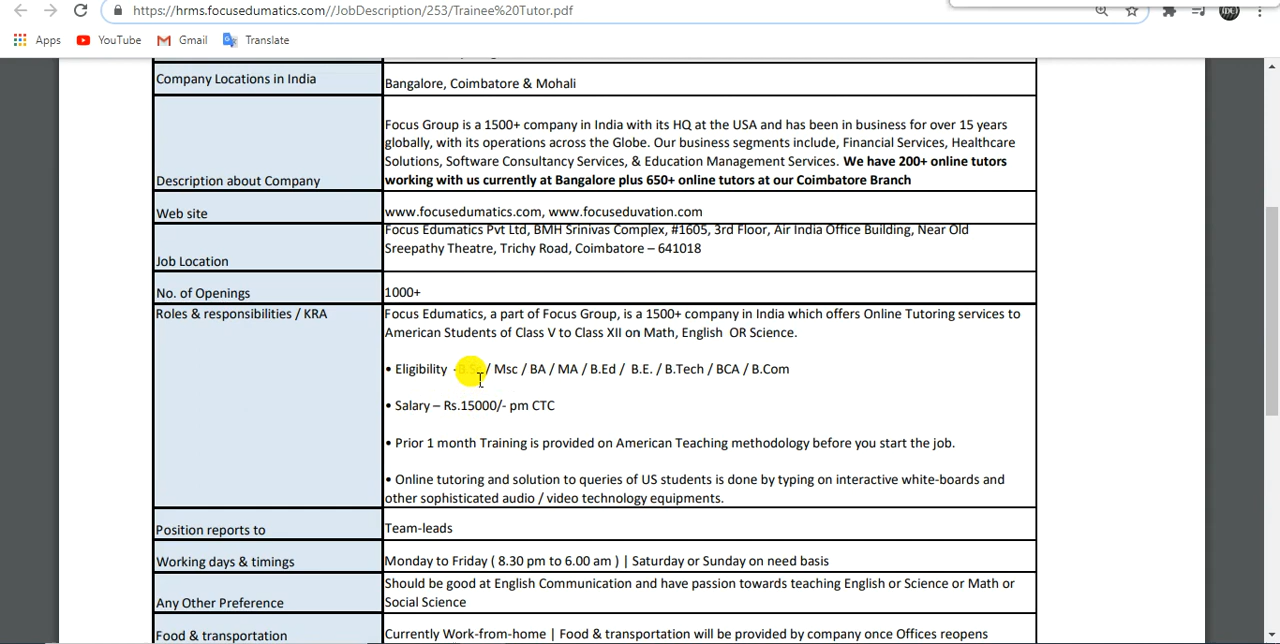 https://hrms.focusedumatics.com//JobDescription/253/Trainee%20Tutor.pdf
Apps YouTube Gmail Translate
Company Locations in India
Bangalore, Coimbatore & Mohali
Focus Group is a 1500+ company in India with its HQ at the USA and has been in business for over 15 years
globally, with its operations across the Globe. Our business segments include, Financial Services, Healthcare
Solutions, Software Consultancy Services, & Education Management Services. We have 200+ online tutors
Description about Company
working with us currently at Bangalore plus 650+ online tutors at our Coimbatore Branch
Web site
www.focusedumatics.com, www.focuseduvation.com
Focus Edumatics Pvt Ltd, BMH Srinivas Complex, #1605, 3rd Floor, Air India Office Building, Near Old
Sreepathy Theatre, Trichy Road, Coimbatore – 641018
Job Location
No. of Openings
1000+
Roles & responsibilities / KRA
Focus Edumatics, a part of Focus Group, is a 1500+ company in India which offers Online Tutoring services to
American Students of Class V to Class XII on Math, English OR Science.
• Eligibility - B.Sc / Msc / BA / MA / B.Ed / B.E. / B.Tech / BCA / B.Com
• Salary – Rs.15000/- pm CTC
• Prior 1 month Training is provided on American Teaching methodology before you start the job.
• Online tutoring and solution to queries of US students is done by typing on interactive white-boards and
other sophisticated audio / video technology equipments.
Position reports to
Team-leads
Working days & timings
Monday to Friday ( 8.30 pm to 6.00 am ) | Saturday or Sunday on need basis
Should be good at English Communication and have passion towards teaching English or Science or Math or
Any Other Preference
Social Science
Food & transportation
Currently Work-from-home | Food & transportation will be provided by company once Offices reopens